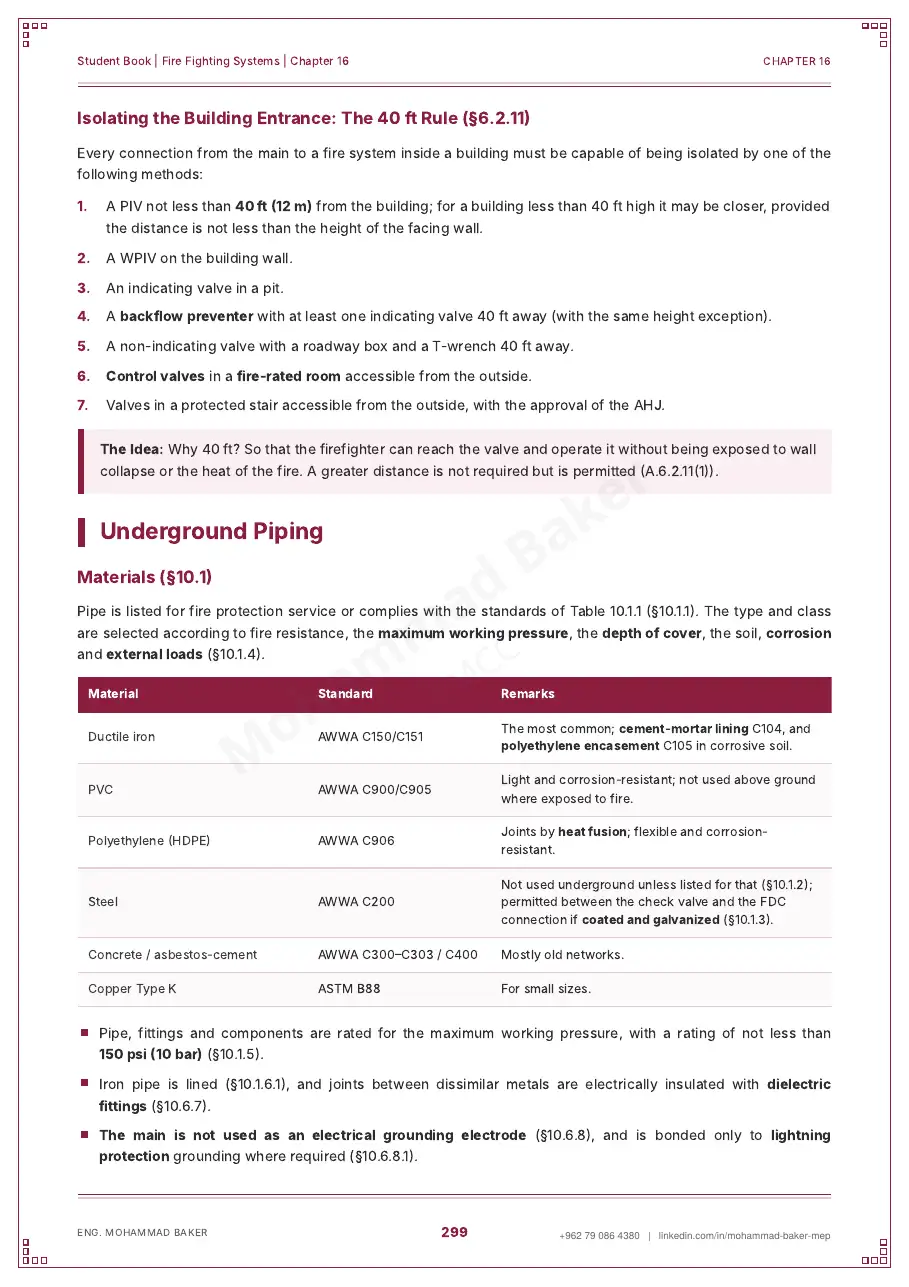 Student Book | Fire Fighting Systems | Chapter 16
CHAPTER 16
Isolating the Building Entrance: The 40 ft Rule (§6.2.11)
Every connection from the main to a fire system inside a building must be capable of being isolated by one of the
following methods:
1. A PIV not less than 40 ft (12 m) from the building; for a building less than 40 ft high it may be closer, provided
the distance is not less than the height of the facing wall.
2. A WPIV on the building wall.
3. An indicating valve in a pit.
4. A backflow preventer with at least one indicating valve 40 ft away (with the same height exception).
5. A non-indicating valve with a roadway box and a T-wrench 40 ft away.
6. Control valves in a fire-rated room accessible from the outside.
7. Valves in a protected stair accessible from the outside, with the approval of the AHJ.
The Idea: Why 40 ft? So that the firefighter can reach the valve and operate it without being exposed to wall
collapse or the heat of the fire. A greater distance is not required but is permitted (A.6.2.11(1)).
Underground Piping
Materials (§10.1)
Pipe is listed for fire protection service or complies with the standards of Table 10.1.1 (§10.1.1). The type and class
are selected according to fire resistance, the maximum working pressure, the depth of cover, the soil, corrosion
and external loads (§10.1.4).
Material Standard Remarks
Ductile iron AWWA C150/C151 The most common; cement-mortar lining C104, and
polyethylene encasement C105 in corrosive soil.
PVC AWWA C900/C905 Light and corrosion-resistant; not used above ground
where exposed to fire.
Polyethylene (HDPE) AWWA C906 Joints by heat fusion; flexible and corrosion-
resistant.
Steel AWWA C200 Not used underground unless listed for that (§10.1.2);
permitted between the check valve and the FDC
connection if coated and galvanized (§10.1.3).
Concrete / asbestos-cement AWWA C300–C303 / C400 Mostly old networks.
Copper Type K ASTM B88 For small sizes.
Pipe, fittings and components are rated for the maximum working pressure, with a rating of not less than
150 psi (10 bar) (§10.1.5).
Iron pipe is lined (§10.1.6.1), and joints between dissimilar metals are electrically insulated with dielectric
fittings (§10.6.7).
The main is not used as an electrical grounding electrode (§10.6.8), and is bonded only to lightning
protection grounding where required (§10.6.8.1).
Mohammad Baker
MCC
ENG. MOHAMMAD BAKER
299
+962 79 086 4380 | linkedin.com/in/mohammad-baker-mep